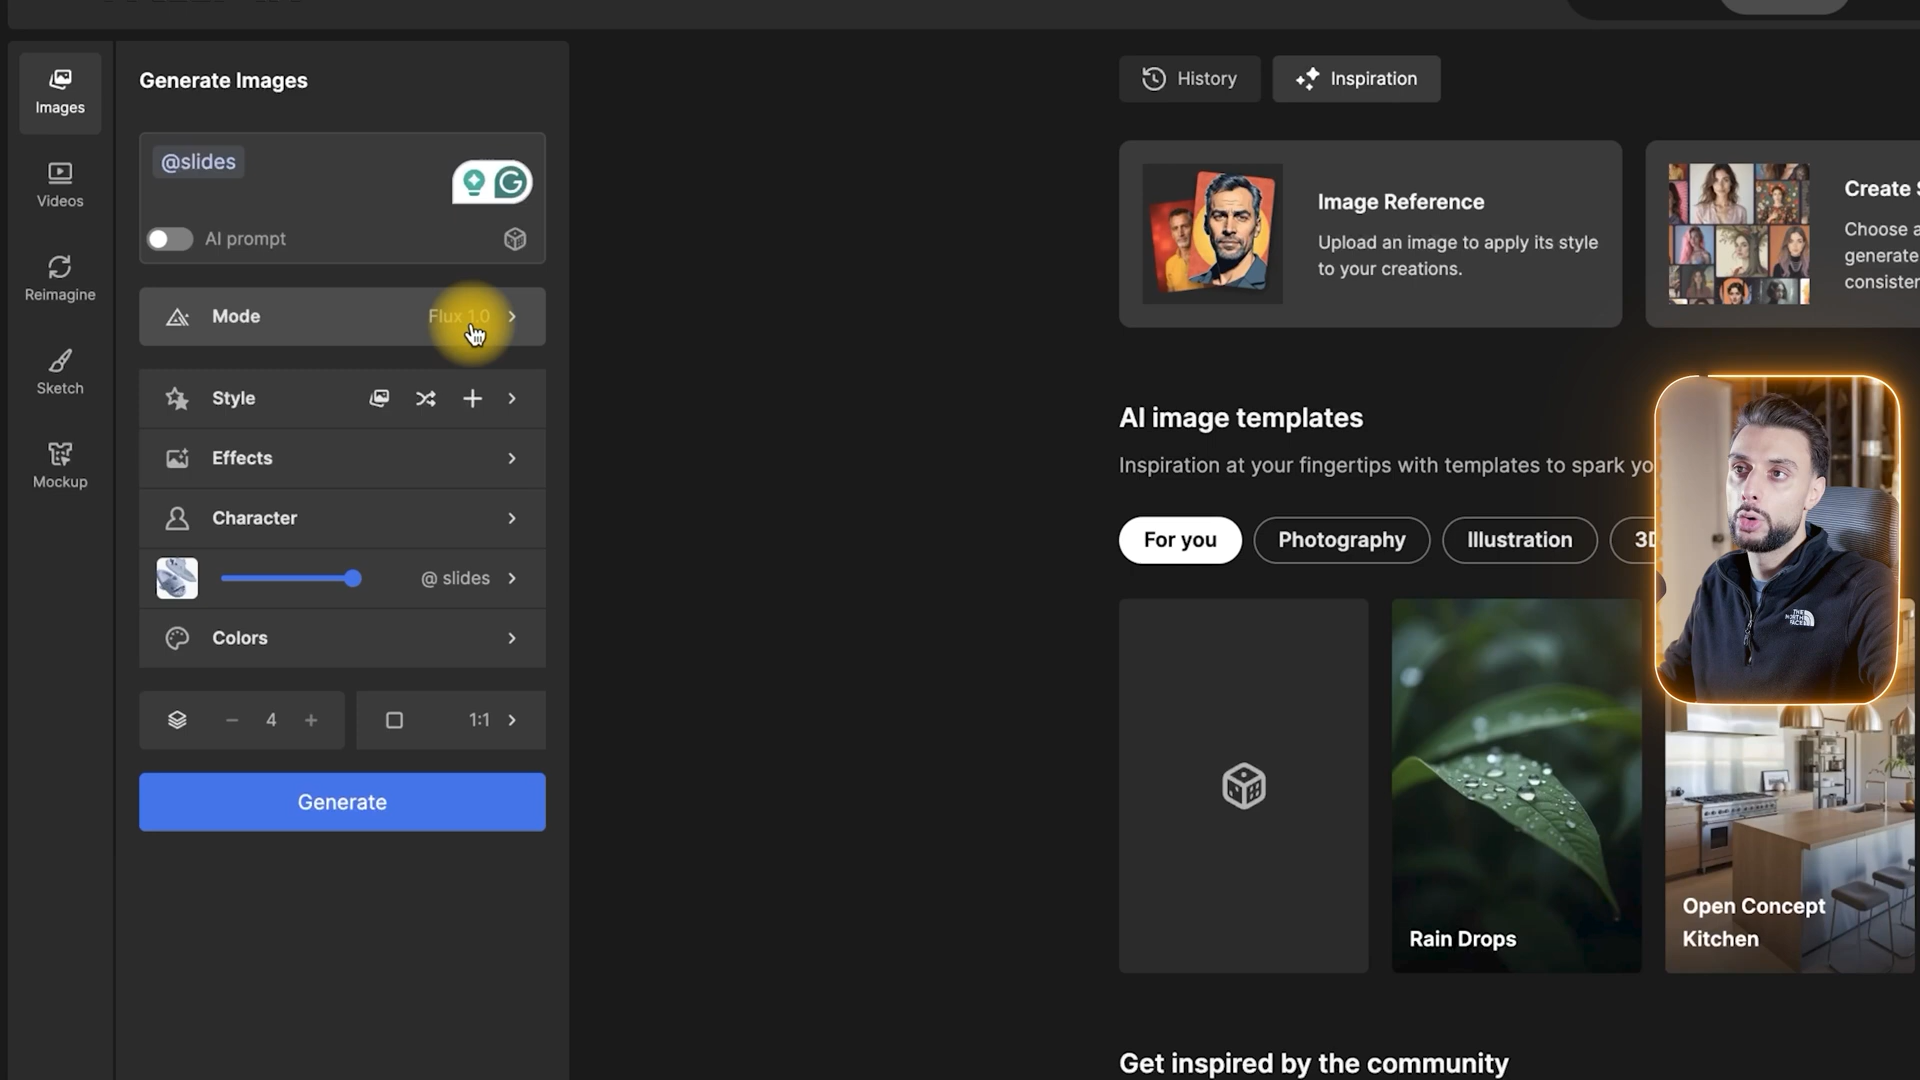 Images
Videos
Reimagine
Sketch
Mockup
Generate Images
@slides
AI prompt
Mode
Flux 1.0
Style
Effects
Character
@ slides
Colors
4
1:1
Generate
History
Inspiration
Image Reference
Upload an image to apply its style
to your creations.
Create
Choose a
generate
AI image templates
Inspiration at your fingertips with templates to spark
For you
Photography
Illustration
Rain Drops
Open Concept
Kitchen
THE
NORTH
FACE
Get inspired by the community